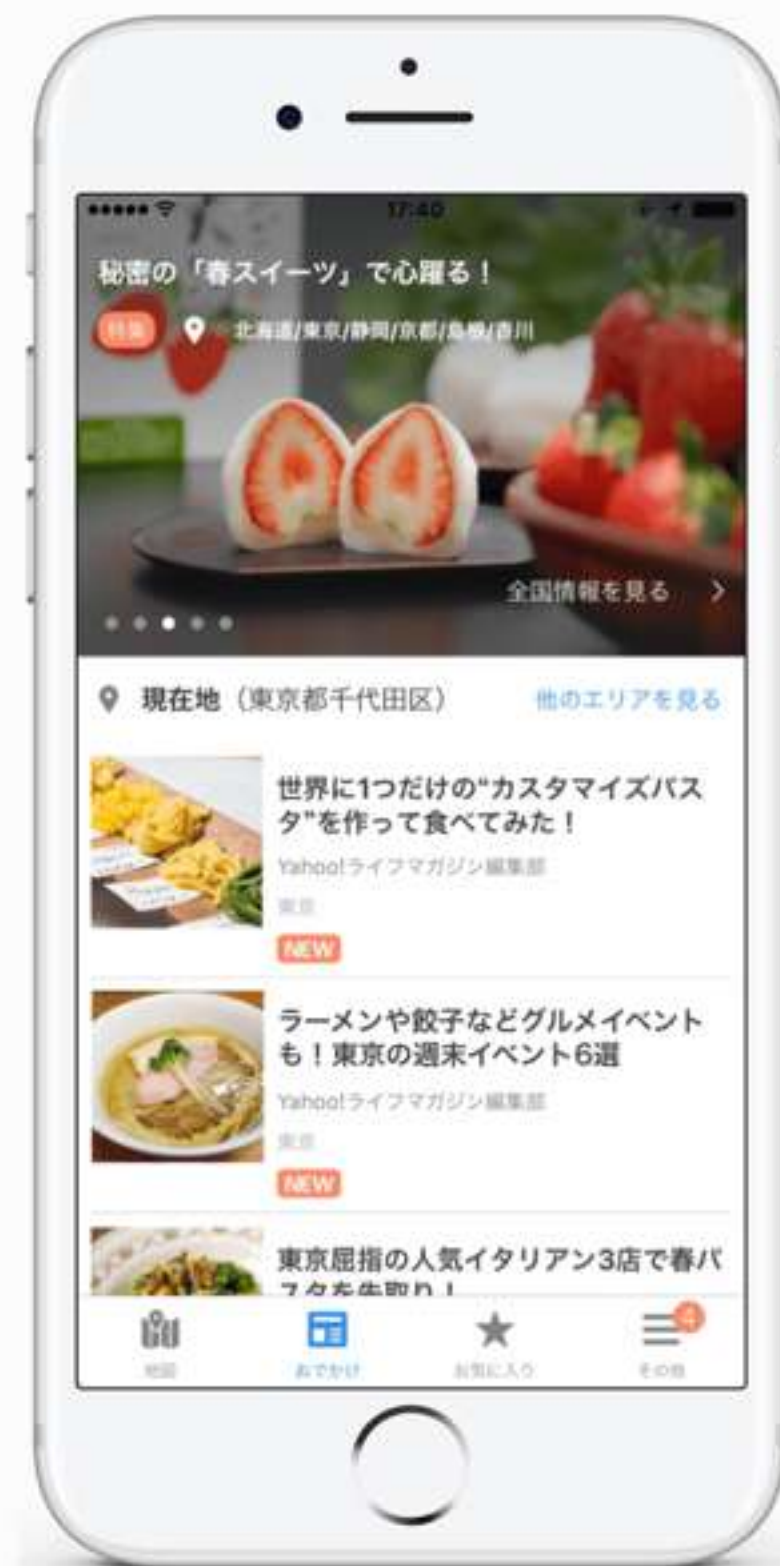 17:40
秘密の「春スイーツ」で心躍る！
特集 北海道/東京/静岡/京都/島根/香川
全国情報を見る
現在地（東京都千代田区） 他のエリアを見る
世界に1つだけの“カスタマイズパス
タ”を作って食べてみた！
Yahoo!ライフマガジン編集部
東京
NEW
ラーメンや餃子などグルメイベント
も！東京の週末イベント6選
Yahoo!ライフマガジン編集部
東京
NEW
東京屈指の人気イタリアン3店で春パ
スタを先取り！
地図 おでかけ お気に入り その他 4